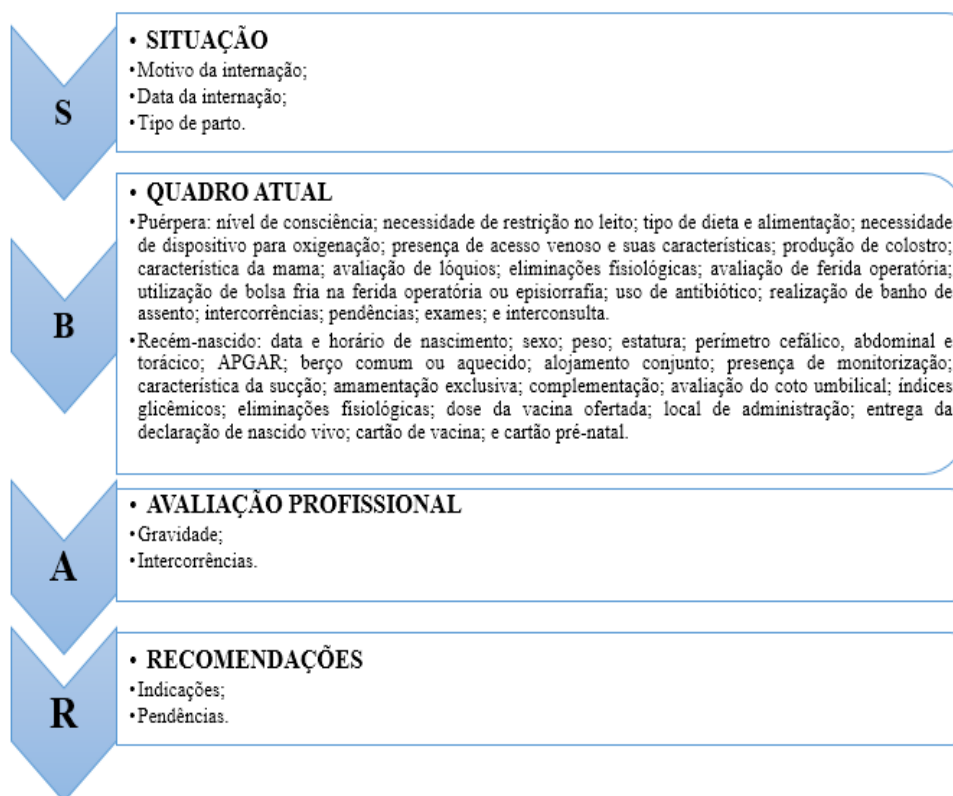 S
• SITUAÇÃO
•Motivo da internação;
•Data da internação;
•Tipo de parto.
B
• QUADRO ATUAL
•Puérpera: nível de consciência; necessidade de restrição no leito; tipo de dieta e alimentação; necessidade
de dispositivo para oxigenação; presença de acesso venoso e suas características; produção de colostro;
característica da mama; avaliação de lóquios; eliminações fisiológicas; avaliação de ferida operatória;
utilização de bolsa fria na ferida operatória ou episiorrafia; uso de antibiótico; realização de banho de
assento; intercorrências; pendências; exames; e interconsulta.
•Recém-nascido: data e horário de nascimento; sexo; peso; estatura; perímetro cefálico, abdominal e
torácico; APGAR; berço comum ou aquecido; alojamento conjunto; presença de monitorização;
característica da sucção; amamentação exclusiva; complementação; avaliação do coto umbilical; índices
glicêmicos; eliminações fisiológicas; dose da vacina ofertada; local de administração; entrega da
declaração de nascido vivo; cartão de vacina; e cartão pré-natal.
A
• AVALIAÇÃO PROFISSIONAL
•Gravidade;
•Intercorrências.
R
• RECOMENDAÇÕES
•Indicações;
•Pendências.